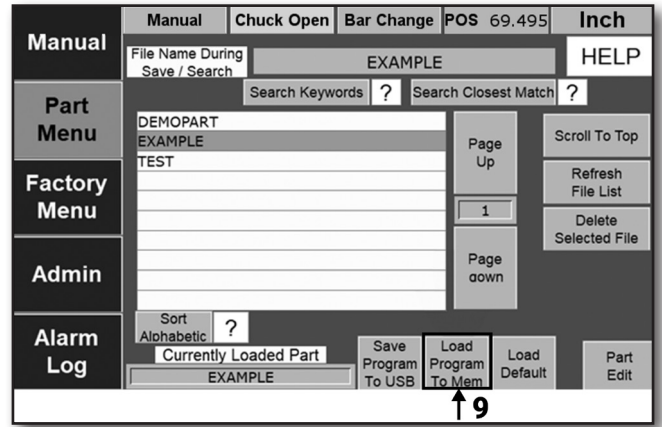 Manual
Chuck Open
Bar Change
POS 69.495
Inch
Manual
File Name During
Save / Search
EXAMPLE
HELP
Search Keywords
?
Search Closest Match
?
Part
Menu
DEMOPART
EXAMPLE
TEST
Page
Up
1
Page
down
Scroll To Top
Refresh
File List
Delete
Selected File
Factory
Menu
Admin
Sort
Alphabetic
?
Alarm
Log
Currently Loaded Part
EXAMPLE
Save
Program
To USB
Load
Program
To Mem
Load
Default
Part
Edit
9